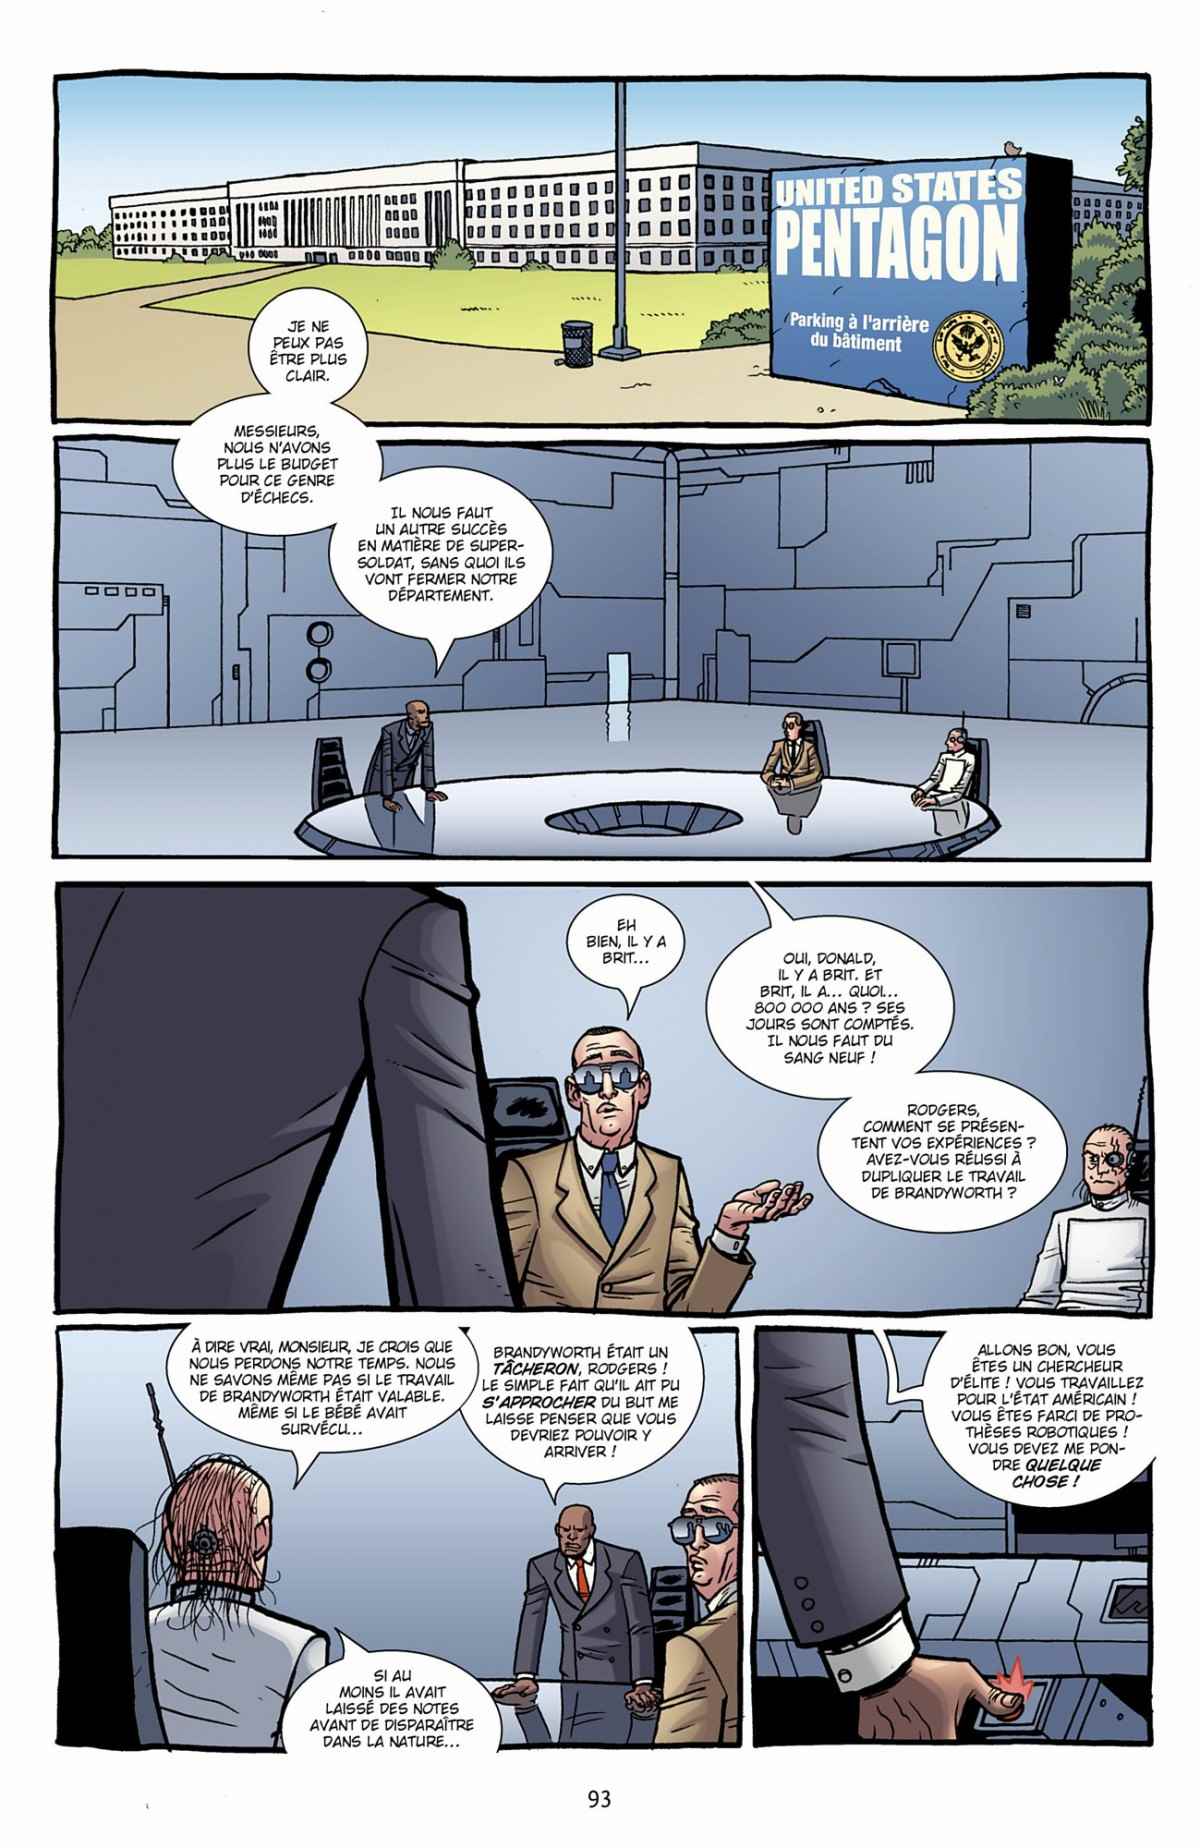 UNITED STATES
PENTAGON
Parking à l'arrière
du bâtiment
JE NE
PEUX PAS
ÊTRE PLUS
CLAIR.
MESSIEURS,
NOUS N'AVONS
PLUS LE BUDGET
POUR CE GENRE
D'ÉCHECS.
IL NOUS FAUT
UN AUTRE SUCCÈS
EN MATIÈRE DE SUPER-
SOLDAT, SANS QUOI ILS
VONT FERMER NOTRE
DÉPARTEMENT.
EH
BIEN, IL Y A
BRIT...
OUI, DONALD,
IL Y A BRIT. ET
BRIT, IL A... QUOI...
800 000 ANS ? SES
JOURS SONT COMPTÉS.
IL NOUS FAUT DU
SANG NEUF !
RODGERS,
COMMENT SE PRÉSEN-
TENT VOS EXPÉRIENCES ?
AVEZ-VOUS RÉUSSI À
DUPLIQUER LE TRAVAIL
DE BRANDYWORTH ?
À DIRE VRAI, MONSIEUR, JE CROIS QUE
NOUS PERDONS NOTRE TEMPS. NOUS
NE SAVONS MÊME PAS SI LE TRAVAIL
DE BRANDYWORTH ÉTAIT VALABLE.
MÊME SI LE BÉBÉ AVAIT
SURVÉCU...
BRANDYWORTH ÉTAIT UN
TÂCHERON, RODGERS !
LE SIMPLE FAIT QU'IL AIT PU
S'APPROCHER DU BUT ME
LAISSE PENSER QUE VOUS
DEVRIEZ POUVOIR Y
ARRIVER !
SI AU
MOINS IL AVAIT
LAISSÉ DES NOTES
AVANT DE DISPARAÎTRE
DANS LA NATURE...
ALLONS BON, VOUS
ÊTES UN CHERCHEUR
D'ÉLITE ! VOUS TRAVAILLEZ
POUR L'ÉTAT AMÉRICAIN !
VOUS ÊTES FARCI DE PRO-
THÈSES ROBOTIQUES !
VOUS DEVEZ ME PON-
DRE QUELQUE
CHOSE !
93